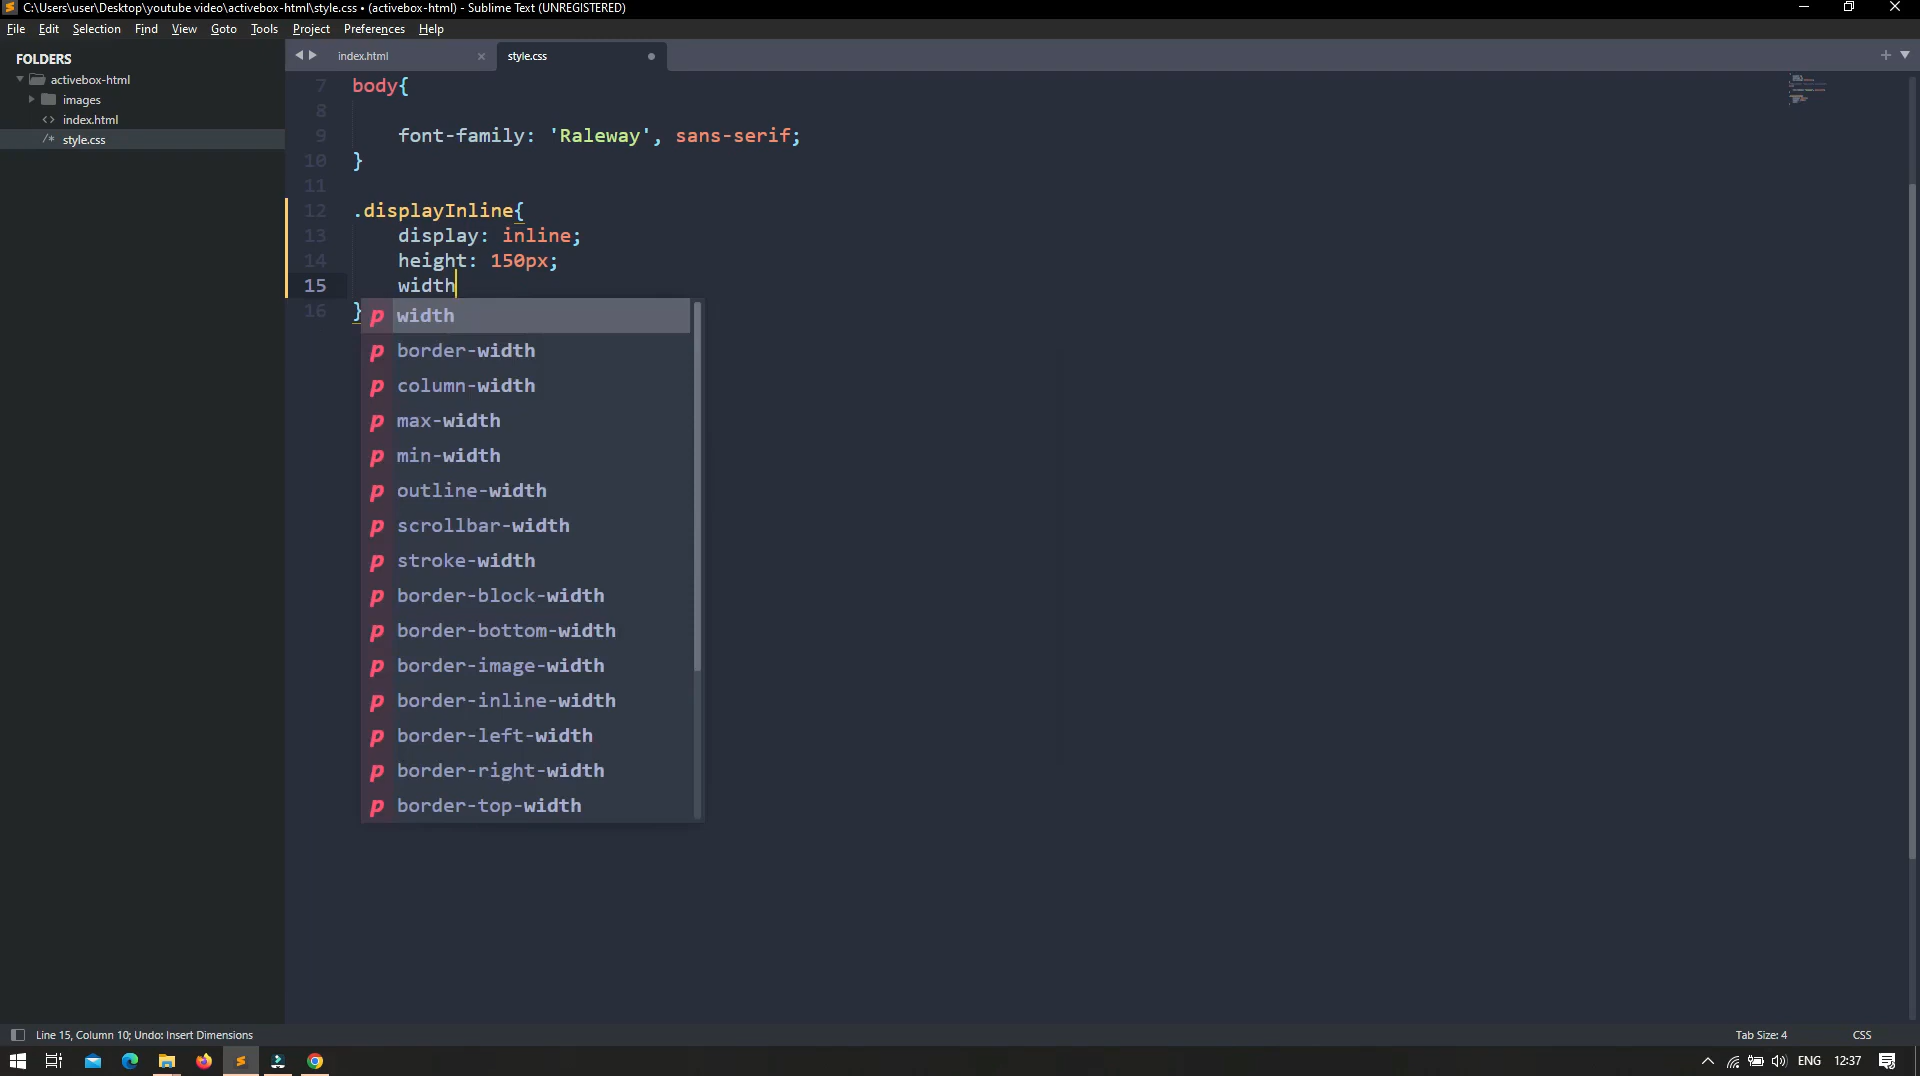 C:\Users\user\Desktop\youtube video\activebox-html\style.css • (activebox-html) - Sublime Text (UNREGISTERED)
File Edit Selection Find View Goto Tools Project Preferences Help
FOLDERS
activebox-html
images
<> index.html
/* style.css
index.html
style.css
7 body{
8
9 font-family: 'Raleway', sans-serif;
10 }
11
12 .displayInline{
13 display: inline;
14 height: 150px;
15 width
16 }
p width
p border-width
p column-width
p max-width
p min-width
p outline-width
p scrollbar-width
p stroke-width
p border-block-width
p border-bottom-width
p border-image-width
p border-inline-width
p border-left-width
p border-right-width
p border-top-width
Line 15, Column 10; Undo: Insert Dimensions
Tab Size: 4
CSS
ENG
12:37